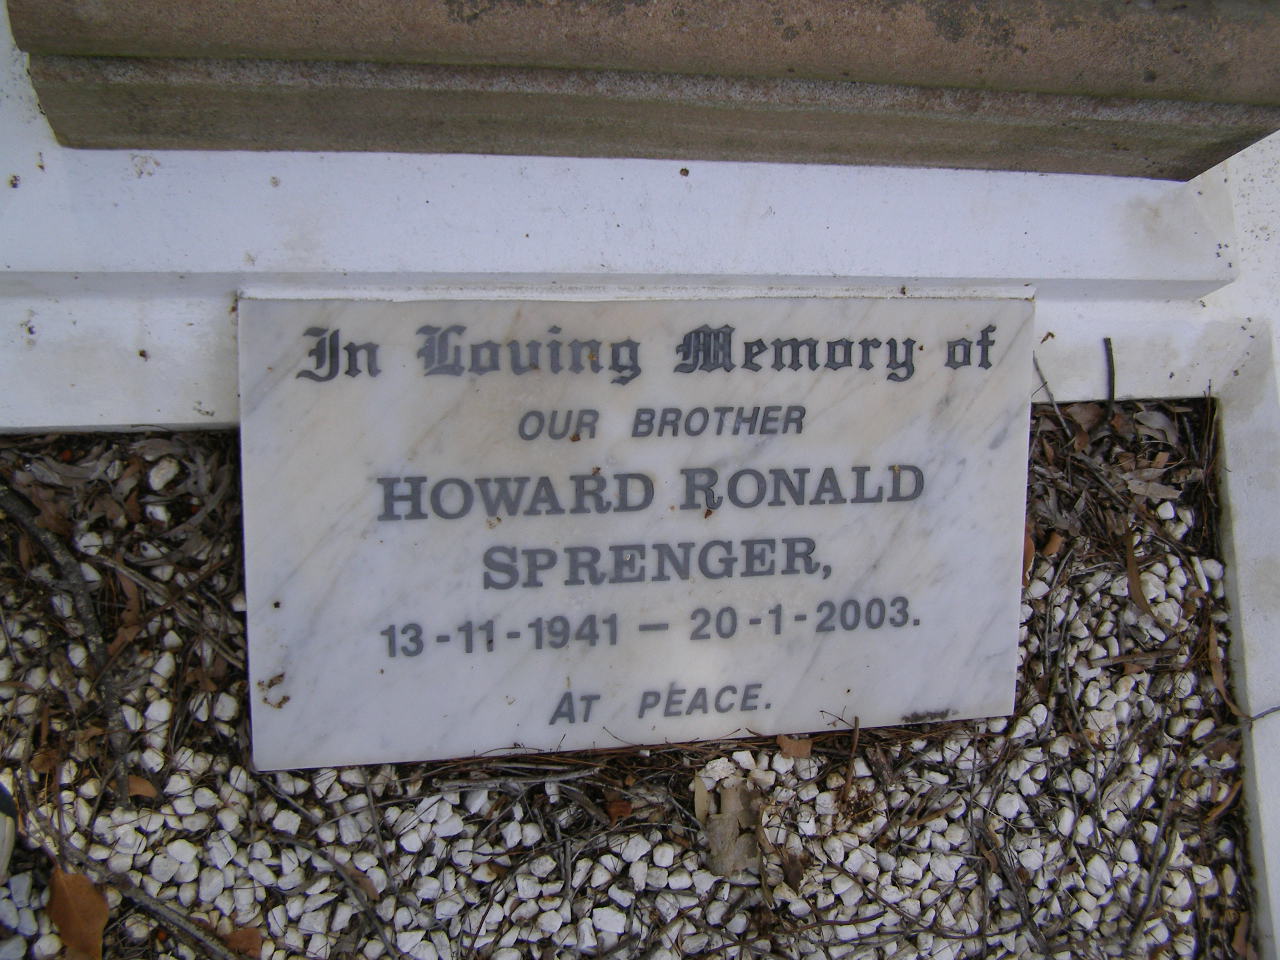 In Loving Memory of
OUR BROTHER
HOWARD RONALD
SPRENGER,
13-11-1941 — 20-1-2003.
AT PEACE.